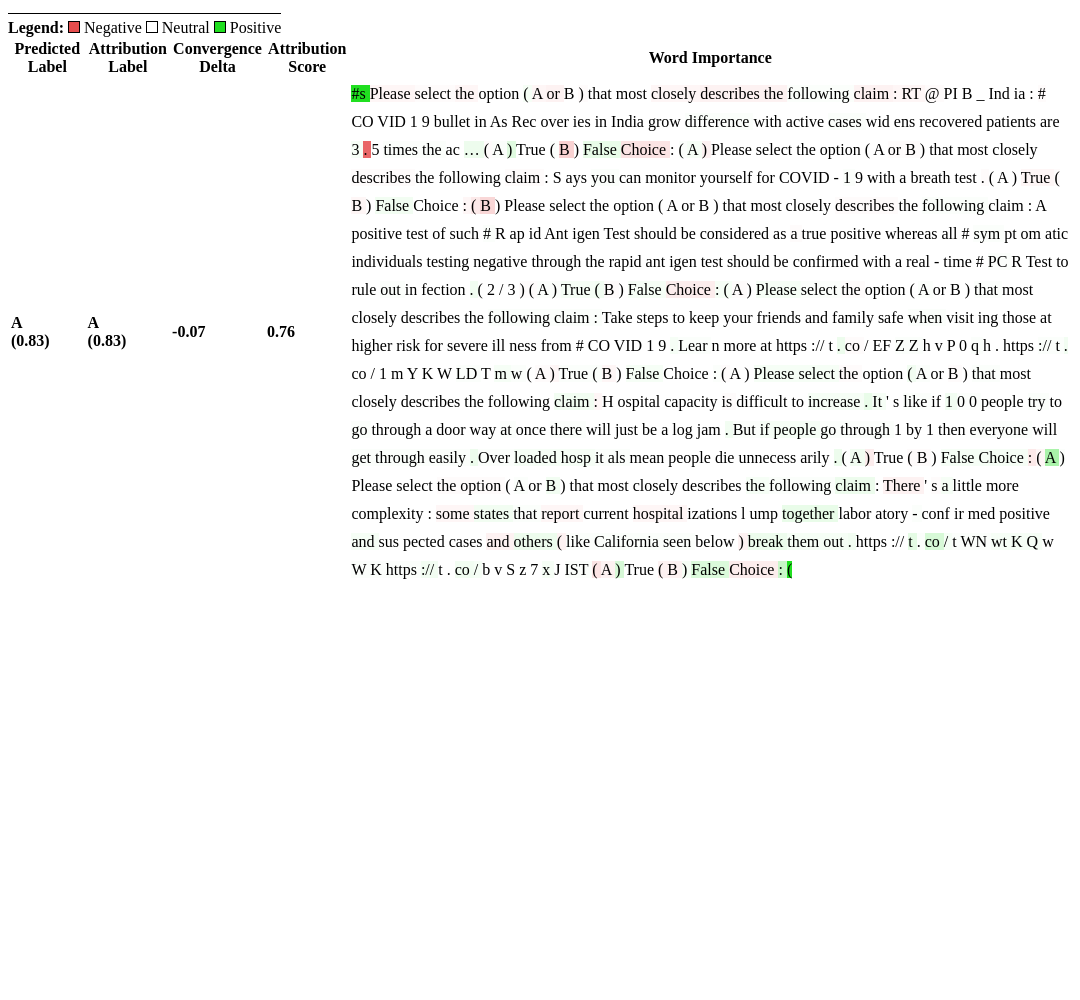 Legend: Negative Neutral Positive
Predicted Label Attribution Label Convergence Delta Attribution Score Word Importance
A (0.83) A (0.83) -0.07 0.76
#s Please select the option ( A or B ) that most closely describes the following claim : RT @ PI B _ Ind ia : #
CO VID 1 9 bullet in As Rec over ies in India grow difference with active cases wid ens recovered patients are
3 . 5 times the ac … ( A ) True ( B ) False Choice : ( A ) Please select the option ( A or B ) that most closely
describes the following claim : S ays you can monitor yourself for COVID - 1 9 with a breath test . ( A ) True (
B ) False Choice : ( B ) Please select the option ( A or B ) that most closely describes the following claim : A
positive test of such # R ap id Ant igen Test should be considered as a true positive whereas all # sym pt om atic
individuals testing negative through the rapid ant igen test should be confirmed with a real - time # PC R Test to
rule out in fection . ( 2 / 3 ) ( A ) True ( B ) False Choice : ( A ) Please select the option ( A or B ) that most
closely describes the following claim : Take steps to keep your friends and family safe when visit ing those at
higher risk for severe ill ness from # CO VID 1 9 . Lear n more at https :// t . co / EF Z Z h v P 0 q h . https :// t .
co / 1 m Y K W LD T m w ( A ) True ( B ) False Choice : ( A ) Please select the option ( A or B ) that most
closely describes the following claim : H ospital capacity is difficult to increase . It ' s like if 1 0 0 people try to
go through a door way at once there will just be a log jam . But if people go through 1 by 1 then everyone will
get through easily . Over loaded hosp it als mean people die unnecess arily . ( A ) True ( B ) False Choice : ( A )
Please select the option ( A or B ) that most closely describes the following claim : There ' s a little more
complexity : some states that report current hospital izations l ump together labor atory - conf ir med positive
and sus pected cases and others ( like California seen below ) break them out . https :// t . co / t WN wt K Q w
W K https :// t . co / b v S z 7 x J IST ( A ) True ( B ) False Choice : (